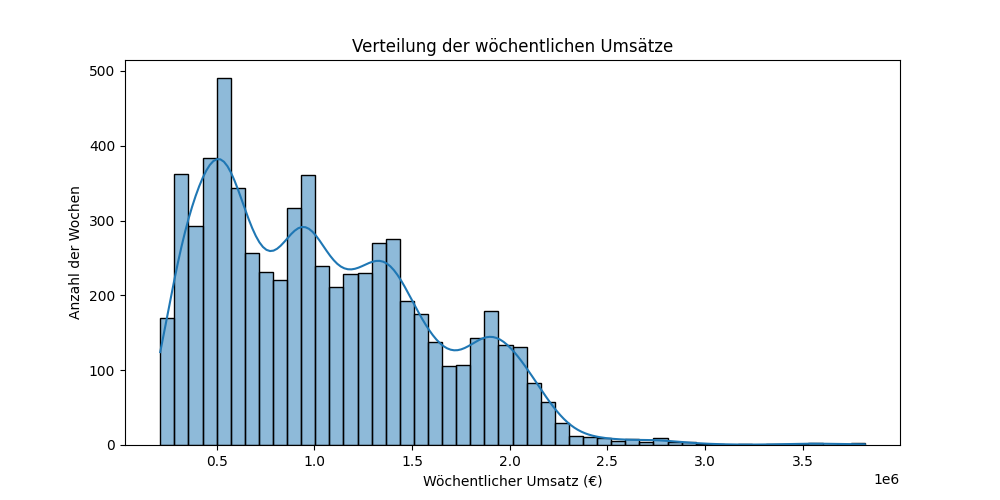 Verteilung der wöchentlichen Umsätze
Anzahl der Wochen
500
400
300
200
100
0
0.5 1.0 1.5 2.0 2.5 3.0 3.5
1e6
Wöchentlicher Umsatz (€)